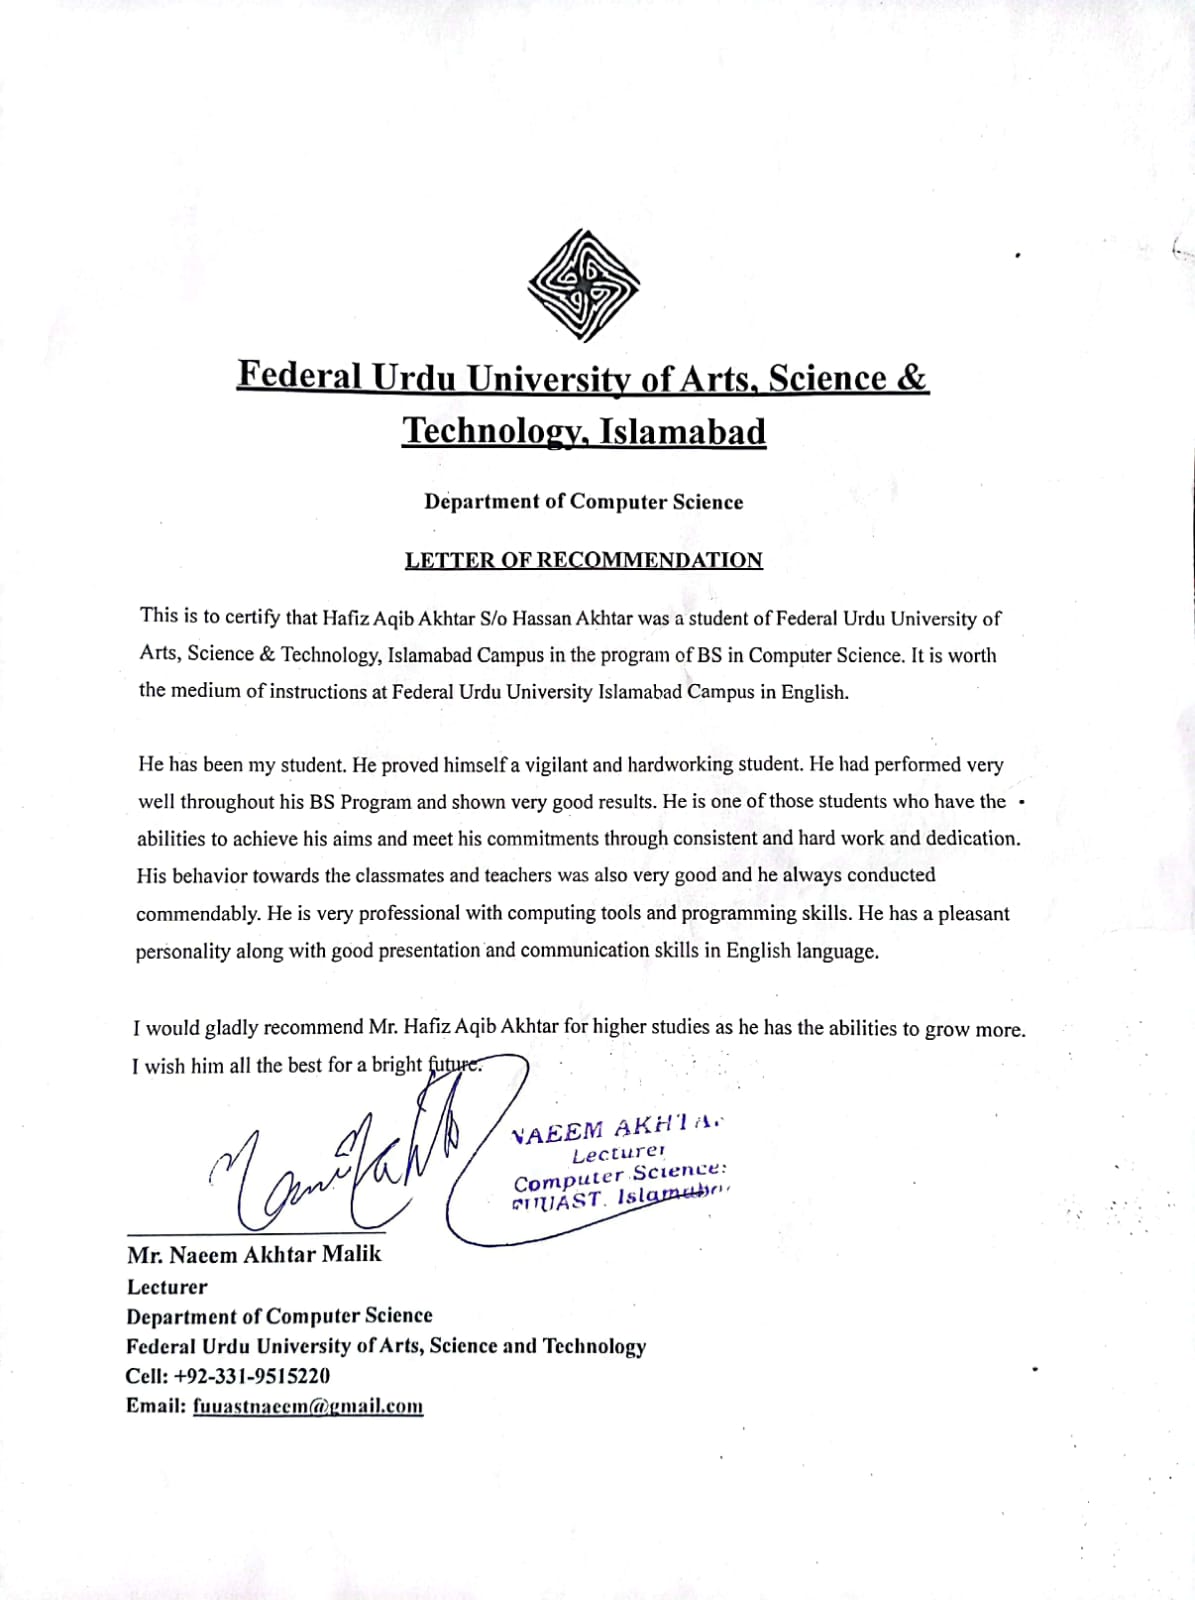 Federal Urdu University of Arts, Science &
Technology, Islamabad
Department of Computer Science
LETTER OF RECOMMENDATION
This is to certify that Hafiz Aqib Akhtar S/o Hassan Akhtar was a student of Federal Urdu University of
Arts, Science & Technology, Islamabad Campus in the program of BS in Computer Science. It is worth
the medium of instructions at Federal Urdu University Islamabad Campus in English.
He has been my student. He proved himself a vigilant and hardworking student. He had performed very
well throughout his BS Program and shown very good results. He is one of those students who have the
abilities to achieve his aims and meet his commitments through consistent and hard work and dedication.
His behavior towards the classmates and teachers was also very good and he always conducted
commendably. He is very professional with computing tools and programming skills. He has a pleasant
personality along with good presentation and communication skills in English language.
I would gladly recommend Mr. Hafiz Aqib Akhtar for higher studies as he has the abilities to grow more.
I wish him all the best for a bright future.
NAEEM AKHTA
Lecturer
Computer Science:
FUUAST. Islamabad
Mr. Naeem Akhtar Malik
Lecturer
Department of Computer Science
Federal Urdu University of Arts, Science and Technology
Cell: +92-331-9515220
Email: fuuastnaeem@gmail.com